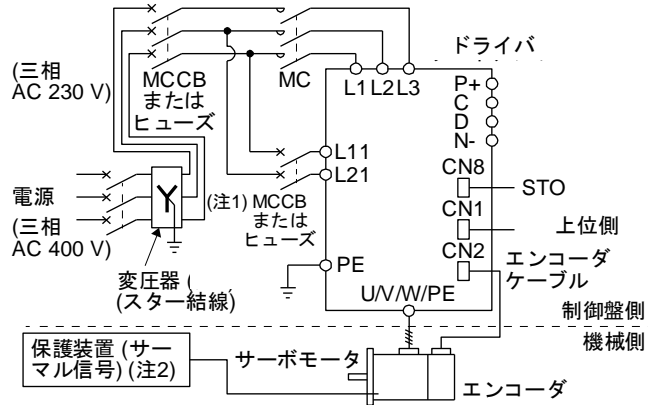 ドライバ
(三相
AC 230 V)
MCCB
または
ヒューズ
MC
L1 L2 L3
P+
C
D
N-
L11
L21
CN8
STO
電源
(三相
AC 400 V)
(注1)
MCCB
または
ヒューズ
CN1
上位側
CN2
エンコーダ
ケーブル
PE
変圧器 (
(スター結線)
U/V/W/PE
制御盤側
機械側
保護装置 (サー
マル信号) (注2)
サーボモータ
エンコーダ